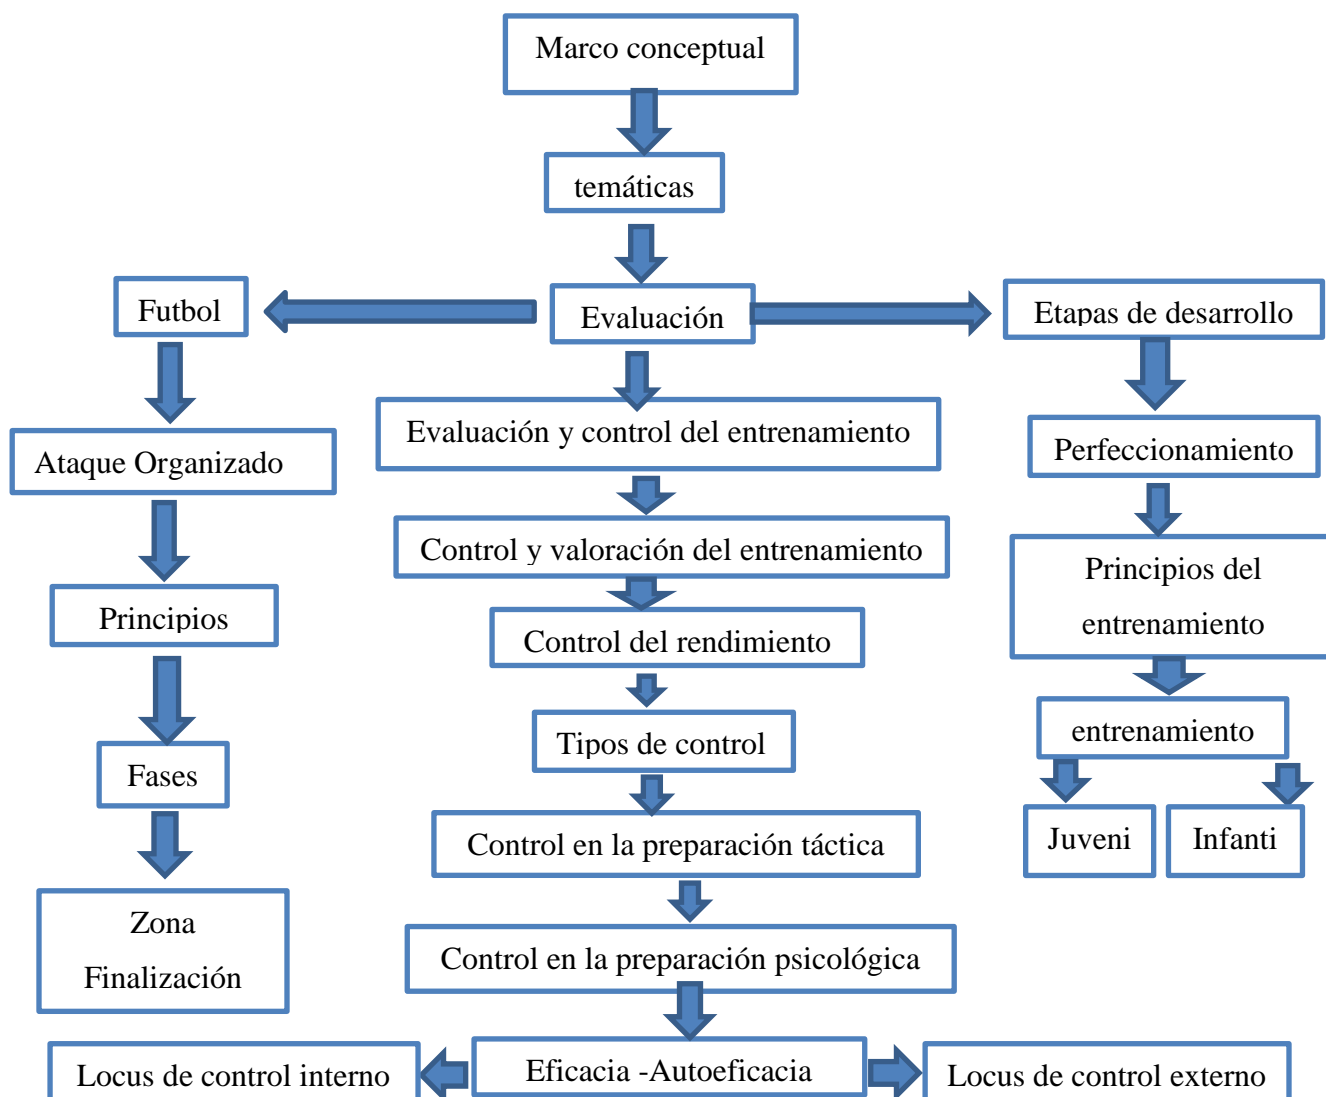 Marco conceptual
temáticas
Futbol
Evaluación
Etapas de desarrollo
Evaluación y control del entrenamiento
Ataque Organizado
Perfeccionamiento
Control y valoración del entrenamiento
Principios del
entrenamiento
Principios
Control del rendimiento
entrenamiento
Tipos de control
Fases
Juveni
Infanti
Control en la preparación táctica
Zona
Finalización
Control en la preparación psicológica
Locus de control interno
Eficacia -Autoeficacia
Locus de control externo